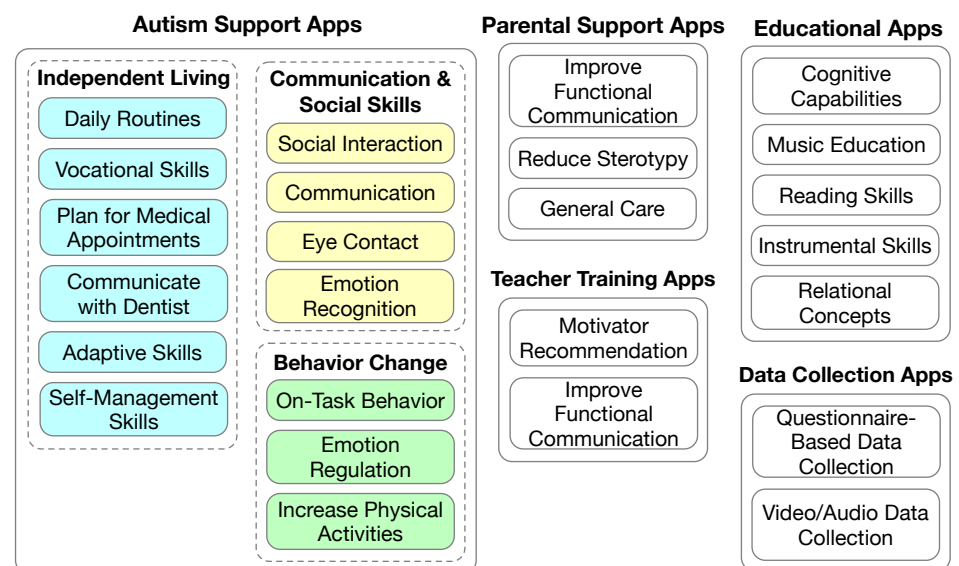 Autism Support Apps
Independent Living
Daily Routines
Vocational Skills
Plan for Medical
Appointments
Communicate
with Dentist
Adaptive Skills
Self-Management
Skills
Communication &
Social Skills
Social Interaction
Communication
Eye Contact
Emotion
Recognition
Behavior Change
On-Task Behavior
Emotion
Regulation
Increase Physical
Activities
Parental Support Apps
Improve
Functional
Communication
Reduce Sterotypy
General Care
Teacher Training Apps
Motivator
Recommendation
Improve
Functional
Communication
Educational Apps
Cognitive
Capabilities
Music Education
Reading Skills
Instrumental Skills
Relational
Concepts
Data Collection Apps
Questionnaire-
Based Data
Collection
Video/Audio Data
Collection